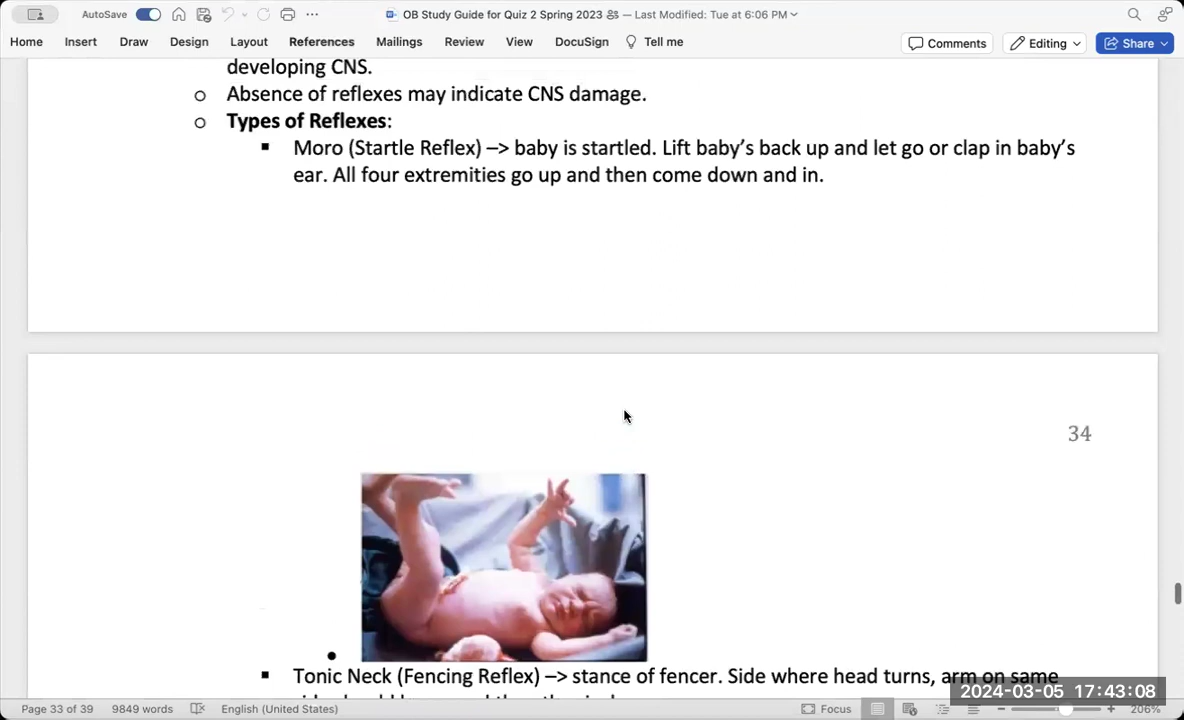 AutoSave
OB Study Guide for Quiz 2 Spring 2023 — Last Modified: Tue at 6:06 PM
Home Insert Draw Design Layout References Mailings Review View DocuSign Tell me Comments Editing Share
developing CNS.
o Absence of reflexes may indicate CNS damage.
o Types of Reflexes:
▪ Moro (Startle Reflex) –> baby is startled. Lift baby’s back up and let go or clap in baby’s
ear. All four extremities go up and then come down and in.
34
▪ Tonic Neck (Fencing Reflex) –> stance of fencer. Side where head turns, arm on same
2024-03-05 17:43:08
Page 33 of 39 9849 words English (United States) Focus 206%